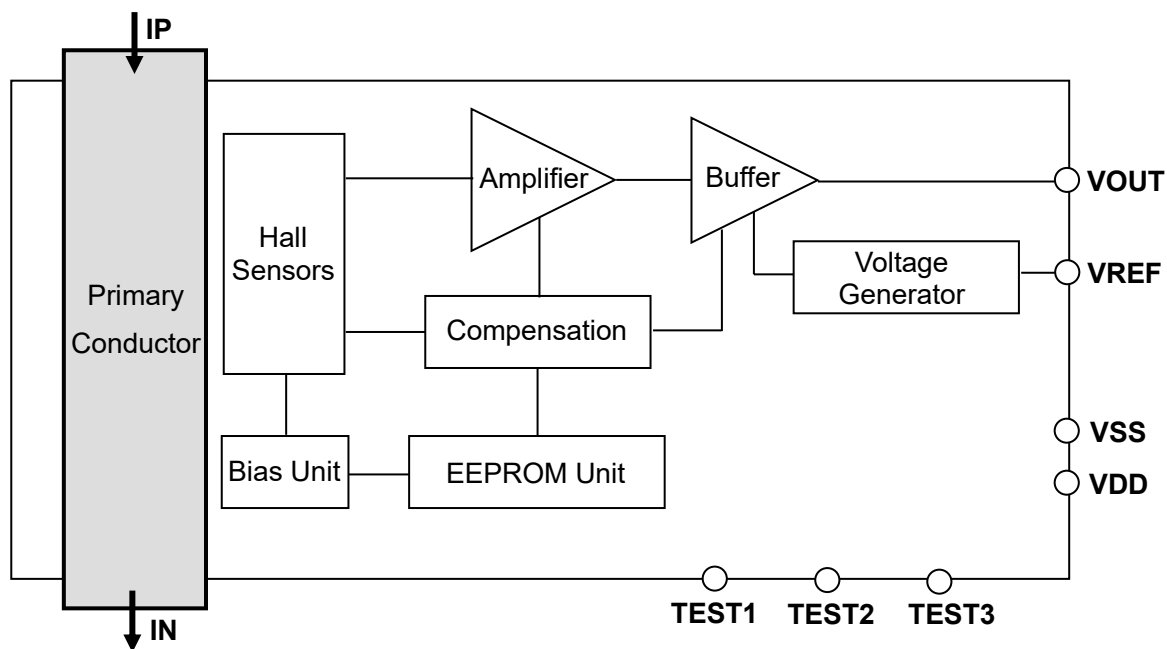 IP
Primary
Conductor
IN
Hall
Sensors
Amplifier
Buffer
Voltage
Generator
Compensation
Bias Unit
EEPROM Unit
VOUT
VREF
VSS
VDD
TEST1
TEST2
TEST3